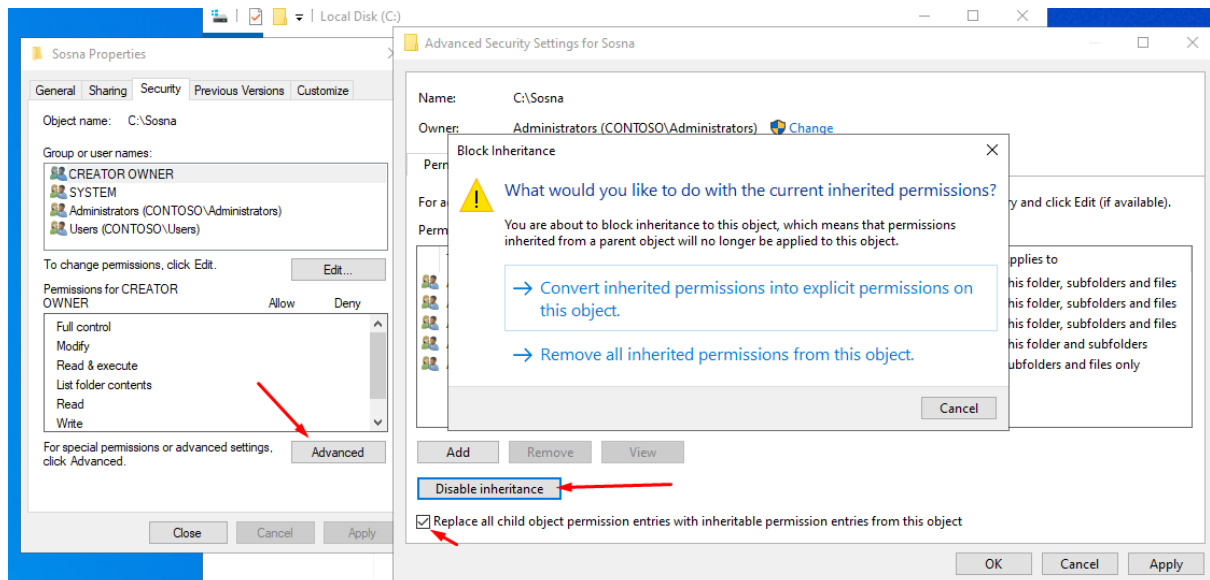 Local Disk (C:)
Sosna Properties
General Sharing Security Previous Versions Customize
Object name: C:\Sosna
Group or user names:
CREATOR OWNER
SYSTEM
Administrators (CONTOSO\Administrators)
Users (CONTOSO\Users)
To change permissions, click Edit.
Edit...
Permissions for CREATOR
OWNER Allow Deny
Full control
Modify
Read & execute
List folder contents
Read
Write
For special permissions or advanced settings,
click Advanced.
Advanced
Close Cancel Apply
Advanced Security Settings for Sosna
Name: C:\Sosna
Owner: Administrators (CONTOSO\Administrators) Change
Block Inheritance
What would you like to do with the current inherited permissions?
You are about to block inheritance to this object, which means that permissions
inherited from a parent object will no longer be applied to this object.
Convert inherited permissions into explicit permissions on
this object.
Remove all inherited permissions from this object.
Cancel
Perm
For a
y and click Edit (if available).
Perm
pplies to
his folder, subfolders and files
his folder, subfolders and files
his folder, subfolders and files
his folder and subfolders
ubfolders and files only
Add Remove View
Disable inheritance
Replace all child object permission entries with inheritable permission entries from this object
OK Cancel Apply